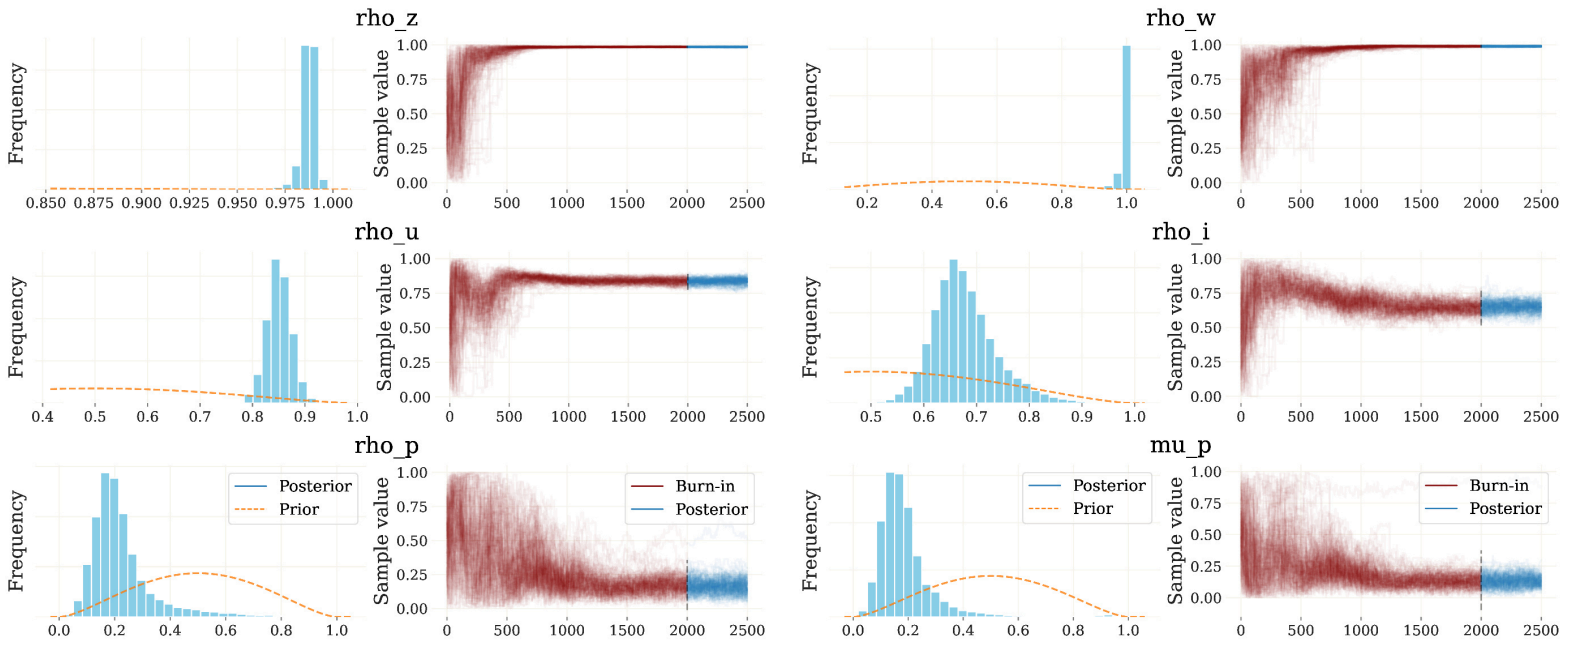 rho_z
rho_w
Frequency
0.850 0.875 0.900 0.925 0.950 0.975 1.000
Sample value
1.00
0.75
0.50
0.25
0.00
0 500 1000 1500 2000 2500
Frequency
0.2 0.4 0.6 0.8 1.0
Sample value
1.00
0.75
0.50
0.25
0.00
0 500 1000 1500 2000 2500
rho_u
rho_i
Frequency
0.4 0.5 0.6 0.7 0.8 0.9 1.0
Sample value
1.00
0.75
0.50
0.25
0.00
0 500 1000 1500 2000 2500
Frequency
0.5 0.6 0.7 0.8 0.9 1.0
Sample value
1.00
0.75
0.50
0.25
0.00
0 500 1000 1500 2000 2500
rho_p
mu_p
Frequency
Posterior
Prior
0.0 0.2 0.4 0.6 0.8 1.0
Sample value
1.00
0.75
0.50
0.25
0.00
Burn-in
Posterior
0 500 1000 1500 2000 2500
Frequency
Posterior
Prior
0.0 0.2 0.4 0.6 0.8 1.0
Sample value
1.00
0.75
0.50
0.25
0.00
Burn-in
Posterior
0 500 1000 1500 2000 2500